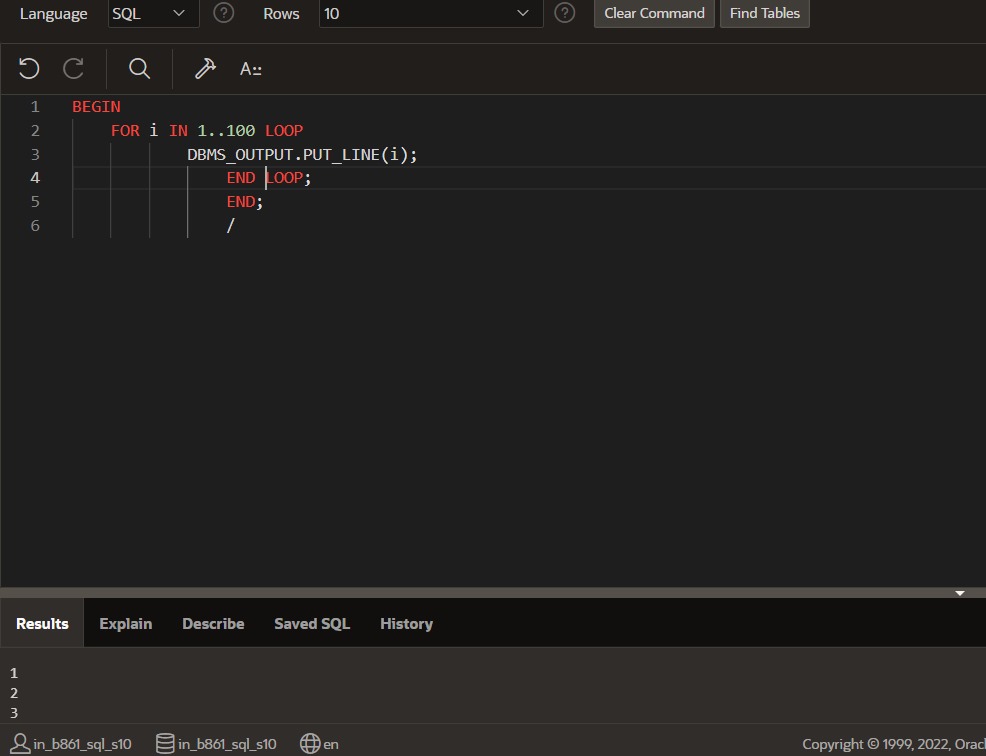 Language SQL Rows 10 Clear Command Find Tables
A::
1 BEGIN
2 FOR i IN 1..100 LOOP
3 DBMS_OUTPUT.PUT_LINE(i);
4 END LOOP;
5 END;
6 /
Results Explain Describe Saved SQL History
1
2
3
in_b861_sql_s10 in_b861_sql_s10 en Copyright © 1999, 2022, Orac